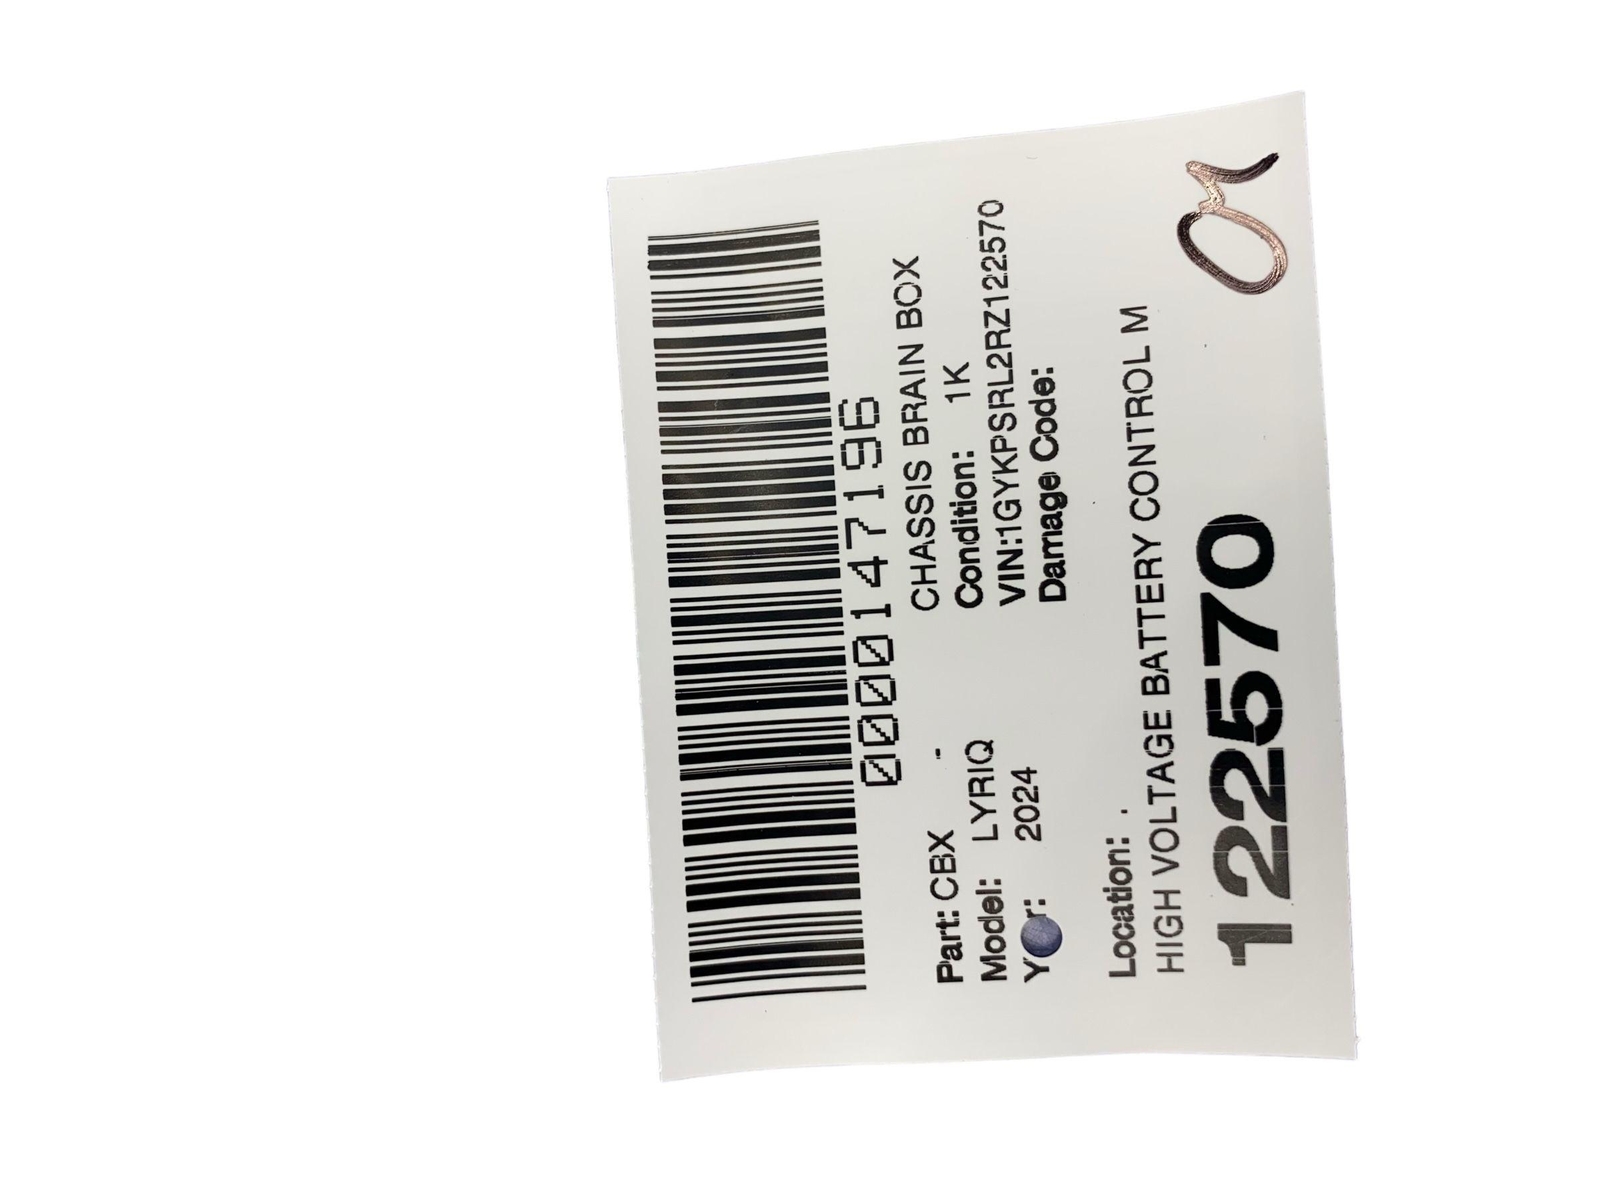 0000147196
Part: CBX - CHASSIS BRAIN BOX
Model: LYRIQ Condition: 1K
2024 VIN:1GYKPSRL2RZ122570
Damage Code:
Location: .
HIGH VOLTAGE BATTERY CONTROL M
122570